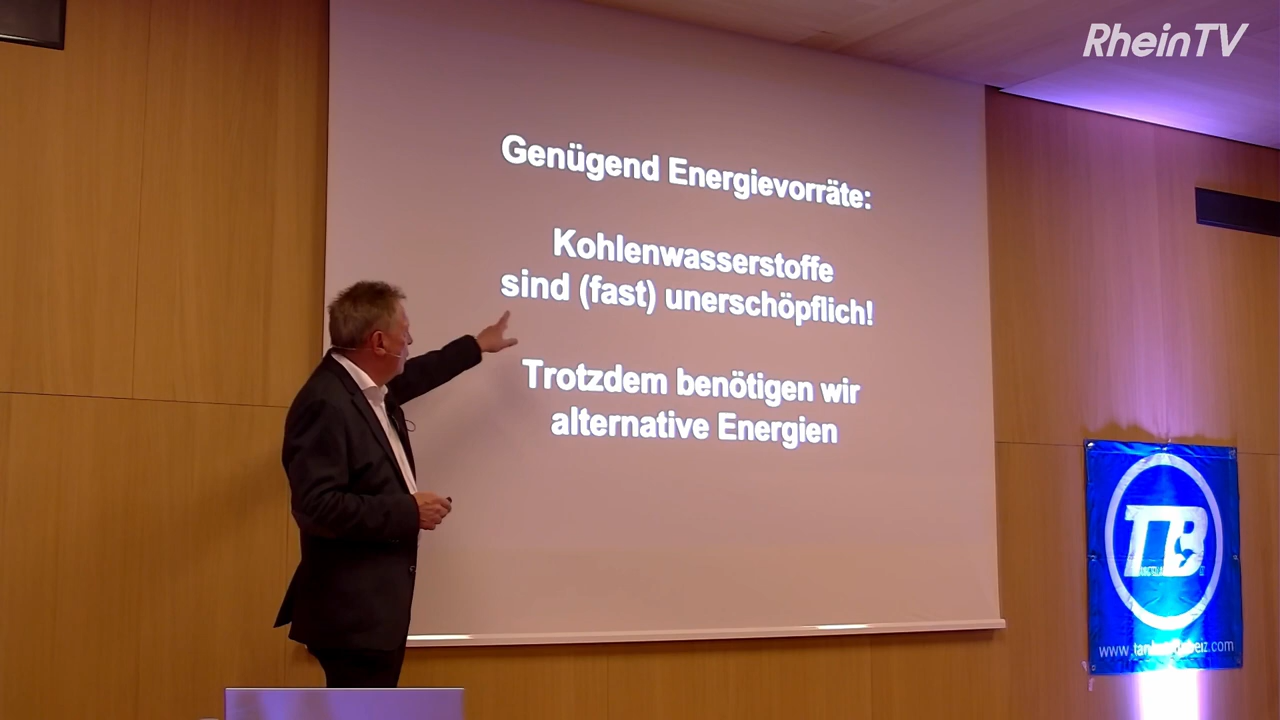 RheinTV
Genügend Energievorräte:
Kohlenwasserstoffe
sind (fast) unerschöpflich!
Trotzdem benötigen wir
alternative Energien
TB